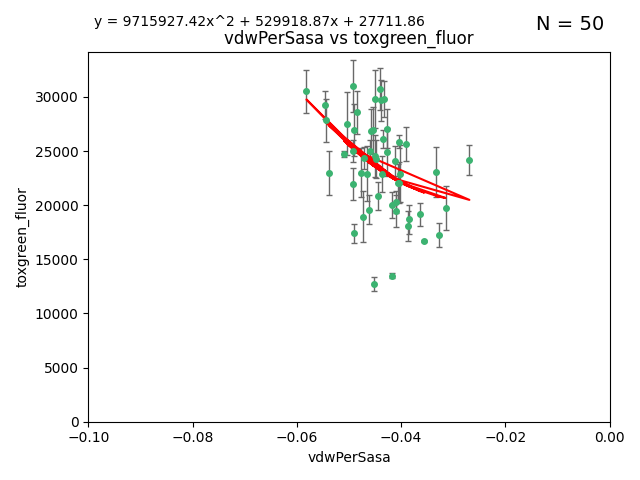 y = 9715927.42x^2 + 529918.87x + 27711.86
N = 50
vdwPerSasa vs toxgreen_fluor
30000
25000
20000
15000
10000
5000
0
toxgreen_fluor
−0.10
−0.08
−0.06
−0.04
−0.02
0.00
vdwPerSasa